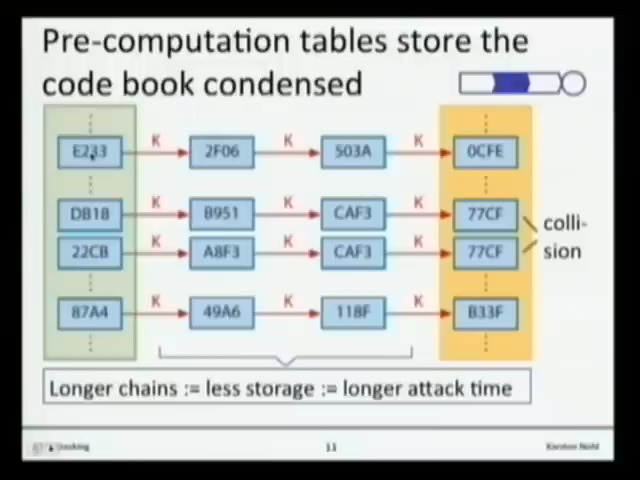 Pre-computation tables store the
code book condensed
K K K
E233 2F06 503A 0CFE
K K K
DB18 B951 CAF3 77CF
colli-
K K K
22CB A8F3 CAF3 77CF
sion
K K K
87A4 49A6 118F B33F
Longer chains := less storage := longer attack time
11
Karsten Nohl